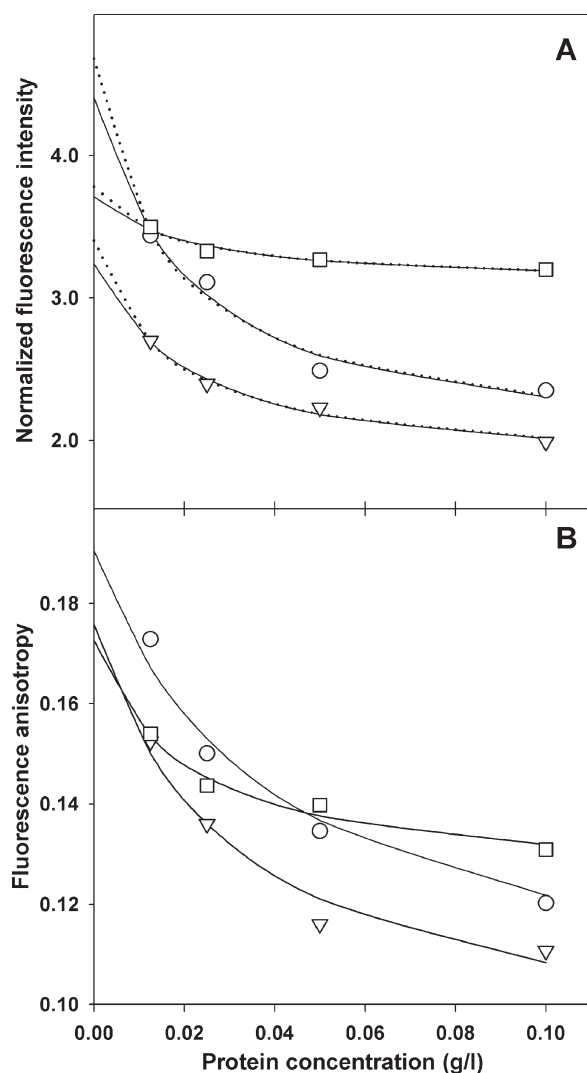 A
Normalized fluorescence intensity
4.0
3.0
2.0
B
Fluorescence anisotropy
0.18
0.16
0.14
0.12
0.10
0.00 0.02 0.04 0.06 0.08 0.10
Protein concentration (g/l)